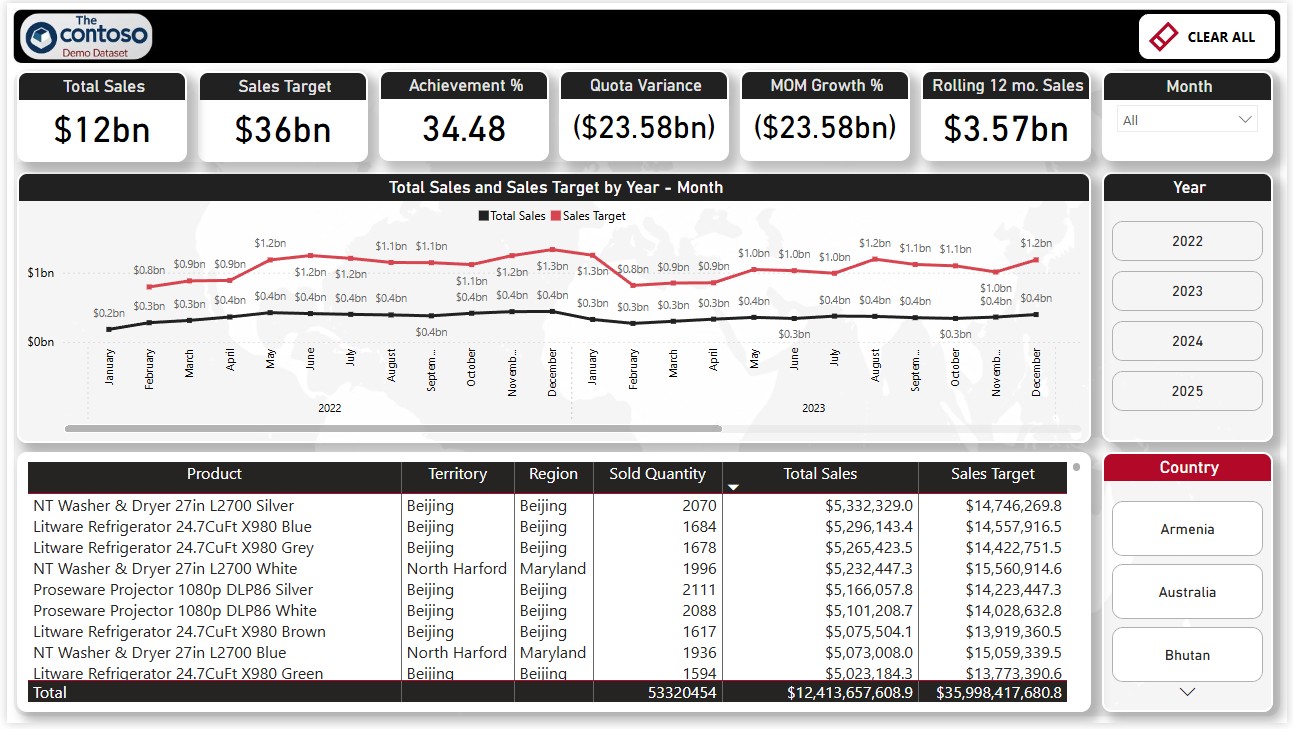 The
contoso
Demo Dataset
CLEAR ALL
Total Sales
$12bn
Sales Target
$36bn
Achievement %
34.48
Quota Variance
($23.58bn)
MOM Growth %
($23.58bn)
Rolling 12 mo. Sales
$3.57bn
Month
All
Total Sales and Sales Target by Year - Month
Total Sales Sales Target
$1bn
$0bn
$0.8bn $0.9bn $0.9bn $1.2bn $1.2bn $1.2bn $1.1bn $1.1bn $1.1bn $1.2bn $1.3bn $1.3bn $0.8bn $0.9bn $0.9bn $1.0bn $1.0bn $1.0bn $1.2bn $1.1bn $1.1bn $1.0bn $1.2bn
$0.2bn $0.3bn $0.3bn $0.4bn $0.4bn $0.4bn $0.4bn $0.4bn $0.4bn $0.4bn $0.4bn $0.4bn $0.3bn $0.3bn $0.3bn $0.3bn $0.4bn $0.3bn $0.4bn $0.4bn $0.4bn $0.3bn $0.4bn $0.4bn
January February March April May June July August Septem... October Novemb... December January February March April May June July August Septem... October Novemb... December
2022 2023
Year
2022
2023
2024
2025
Product Territory Region Sold Quantity Total Sales Sales Target
NT Washer & Dryer 27in L2700 Silver Beijing Beijing 2070 $5,332,329.0 $14,746,269.8
Litware Refrigerator 24.7CuFt X980 Blue Beijing Beijing 1684 $5,296,143.4 $14,557,916.5
Litware Refrigerator 24.7CuFt X980 Grey Beijing Beijing 1678 $5,265,423.5 $14,422,751.5
NT Washer & Dryer 27in L2700 White North Harford Maryland 1996 $5,232,447.3 $15,560,914.6
Proseware Projector 1080p DLP86 Silver Beijing Beijing 2111 $5,166,057.8 $14,223,447.3
Proseware Projector 1080p DLP86 White Beijing Beijing 2088 $5,101,208.7 $14,028,632.8
Litware Refrigerator 24.7CuFt X980 Brown Beijing Beijing 1617 $5,075,504.1 $13,919,360.5
NT Washer & Dryer 27in L2700 Blue North Harford Maryland 1936 $5,073,008.0 $15,059,339.5
Litware Refrigerator 24.7CuFt X980 Green Beijing Beijing 1594 $5,023,184.3 $13,773,390.6
Total 53320454 $12,413,657,608.9 $35,998,417,680.8
Country
Armenia
Australia
Bhutan